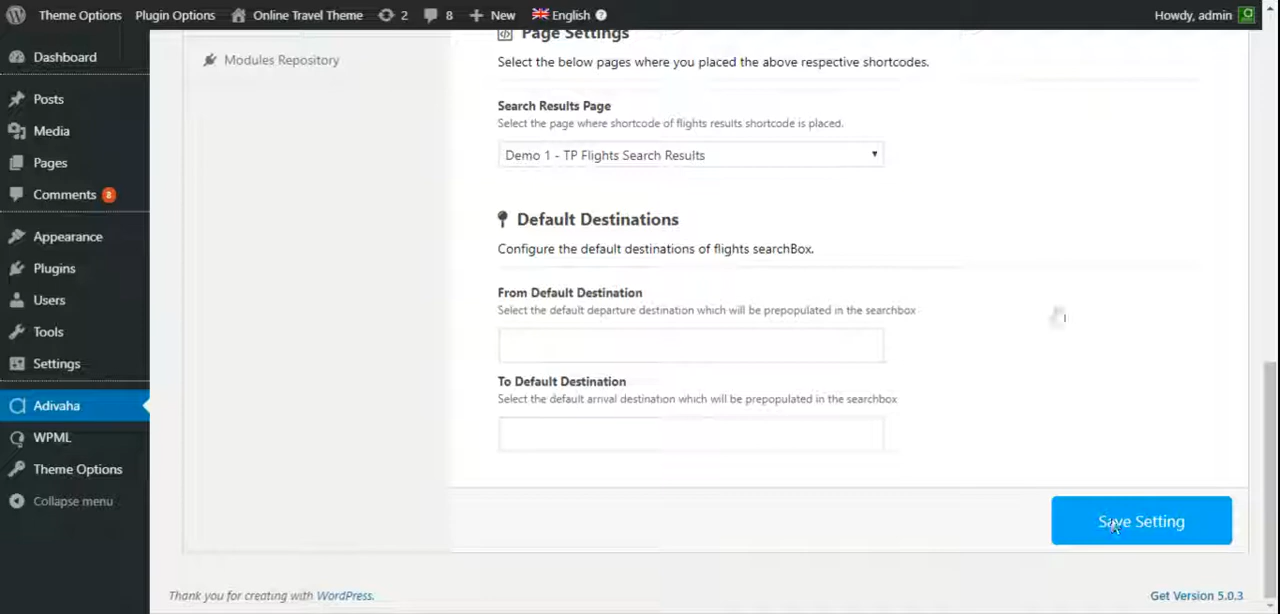 Theme Options Plugin Options Online Travel Theme 2 8 New English Howdy, admin
Dashboard
Posts
Media
Pages
Comments 8
Appearance
Plugins
Users
Tools
Settings
Adivaha
WPML
Theme Options
Collapse menu
Modules Repository
Page Settings
Select the below pages where you placed the above respective shortcodes.
Search Results Page
Select the page where shortcode of flights results shortcode is placed.
Demo 1 - TP Flights Search Results
Default Destinations
Configure the default destinations of flights searchBox.
From Default Destination
Select the default departure destination which will be prepopulated in the searchbox
To Default Destination
Select the default arrival destination which will be prepopulated in the searchbox
Save Setting
Thank you for creating with WordPress. Get Version 5.0.3